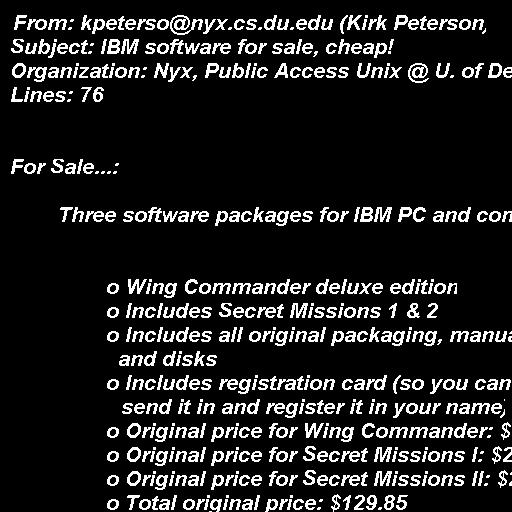 From: kpeterso@nyx.cs.du.edu (Kirk Peterson)
Subject: IBM software for sale, cheap!
Organization: Nyx, Public Access Unix @ U. of De
Lines: 76
For Sale...:
Three software packages for IBM PC and con
o Wing Commander deluxe edition
o Includes Secret Missions 1 & 2
o Includes all original packaging, manua
and disks
o Includes registration card (so you can
send it in and register it in your name)
o Original price for Wing Commander: $
o Original price for Secret Missions I: $2
o Original price for Secret Missions II: $2
o Total original price: $129.85